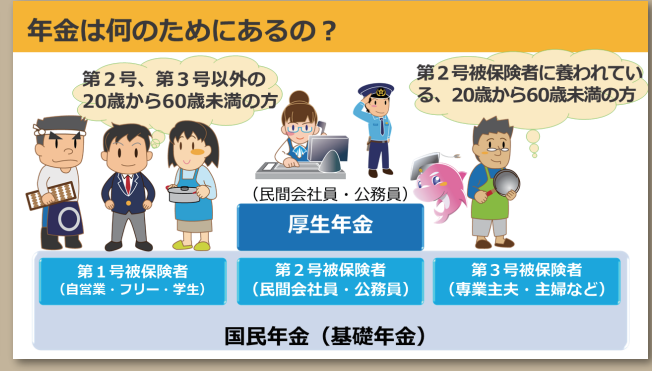 年金は何のためにあるの？
第２号、第３号以外の
20歳から60歳未満の方
第２号被保険者に養われてい
る、20歳から60歳未満の方
（民間会社員・公務員）
厚生年金
第１号被保険者
（自営業・フリー・学生）
第２号被保険者
（民間会社員・公務員）
第３号被保険者
（専業主夫・主婦など）
国民年金（基礎年金）